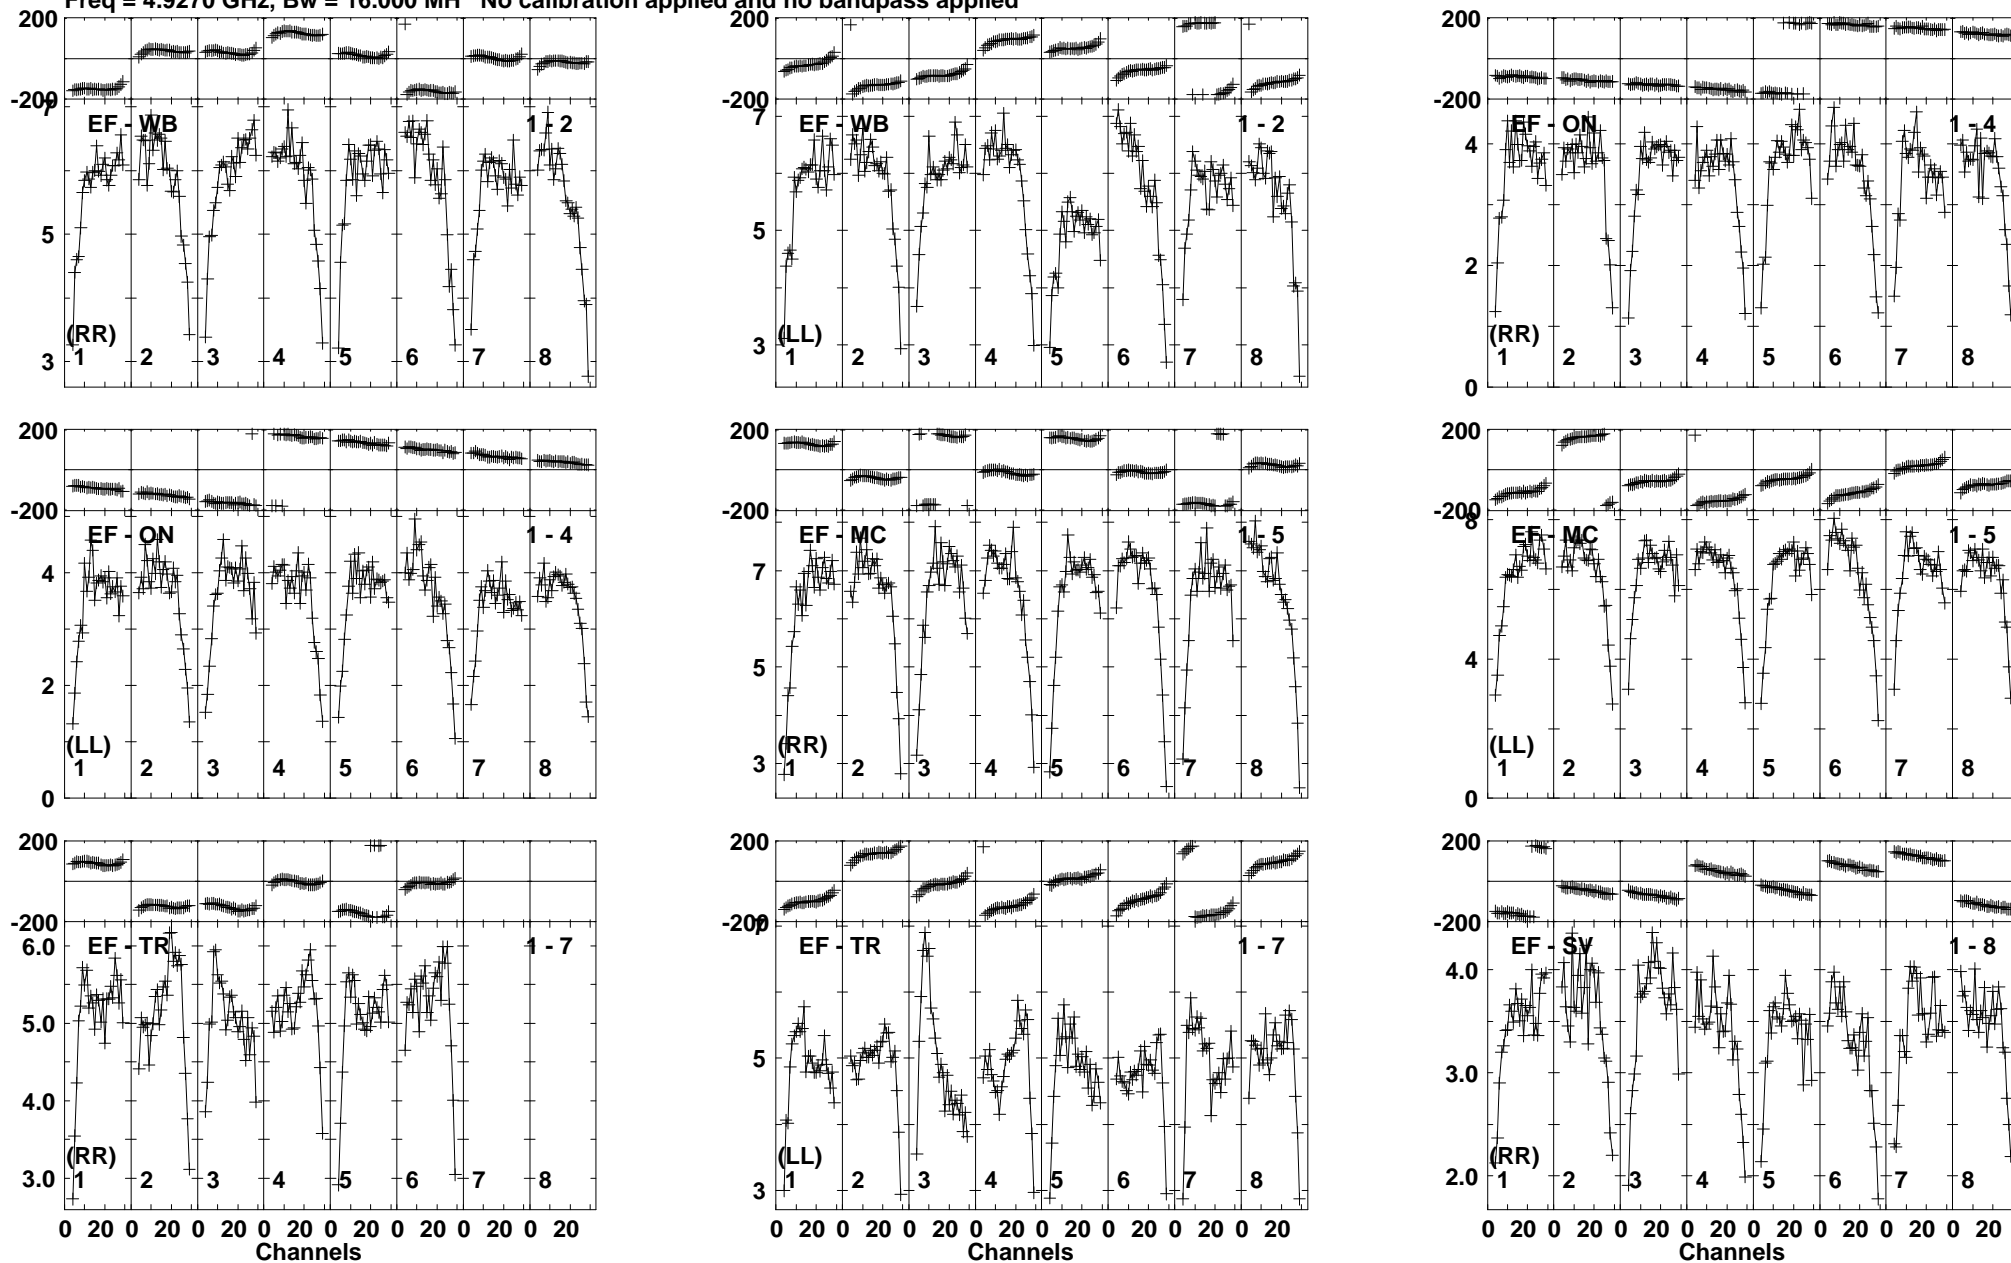 Freq = 4.9270 GHz, Bw = 16.000 MH No calibration applied and no bandpass applied
200 200 200
-200 -200 -200
EF - WB 1 - 2 EF - WB 1 - 2 EF - ON 1 - 4
7 7
5 5 4
3 3 2
0
(RR) (LL) (RR)
1 2 3 4 5 6 7 8 1 2 3 4 5 6 7 8 1 2 3 4 5 6 7 8
200 200 200
-200 -200 -200
EF - ON 1 - 4 EF - MC 1 - 5 EF - MC 1 - 5
4 7 8
2 5 4
0 3 0
(LL) (RR) (LL)
1 2 3 4 5 6 7 8 1 2 3 4 5 6 7 8 1 2 3 4 5 6 7 8
200 200 200
-200 -200 -200
EF - TR 1 - 7 EF - TR 1 - 7 EF - SV 1 - 8
6.0 7 4.0
5.0 5 3.0
4.0 3 2.0
3.0
(RR) (LL) (RR)
1 2 3 4 5 6 7 8 1 2 3 4 5 6 7 8 1 2 3 4 5 6 7 8
0 20 0 20 0 20 0 20 0 20 0 20 0 20 0 20 0 20 0 20 0 20 0 20 0 20 0 20 0 20 0 20 0 20 0 20 0 20 0 20 0 20 0 20 0 20 0 20
Channels Channels Channels